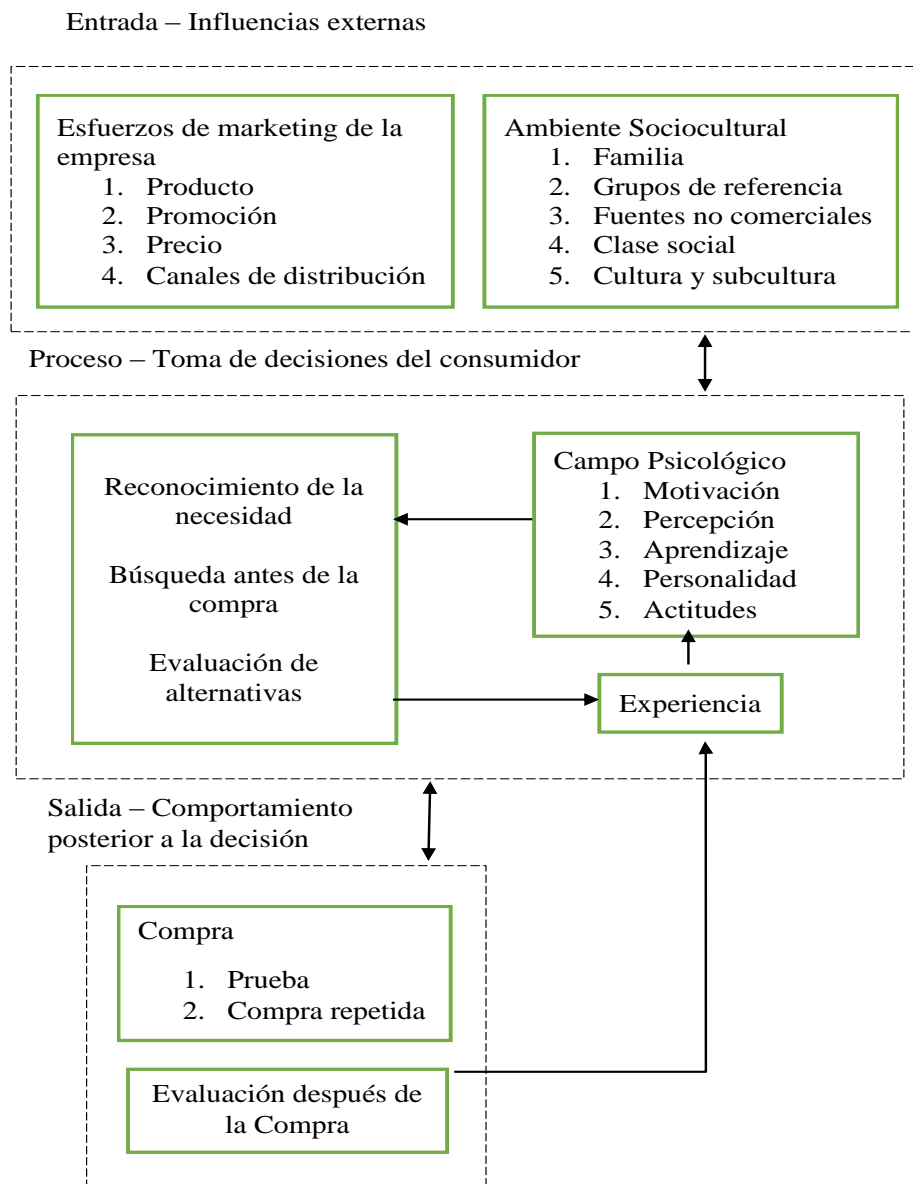 Entrada – Influencias externas
Esfuerzos de marketing de la
empresa
1. Producto
2. Promoción
3. Precio
4. Canales de distribución
Ambiente Sociocultural
1. Familia
2. Grupos de referencia
3. Fuentes no comerciales
4. Clase social
5. Cultura y subcultura
Proceso – Toma de decisiones del consumidor
Reconocimiento de la
necesidad
Búsqueda antes de la
compra
Evaluación de
alternativas
Campo Psicológico
1. Motivación
2. Percepción
3. Aprendizaje
4. Personalidad
5. Actitudes
Experiencia
Salida – Comportamiento
posterior a la decisión
Compra
1. Prueba
2. Compra repetida
Evaluación después de
la Compra